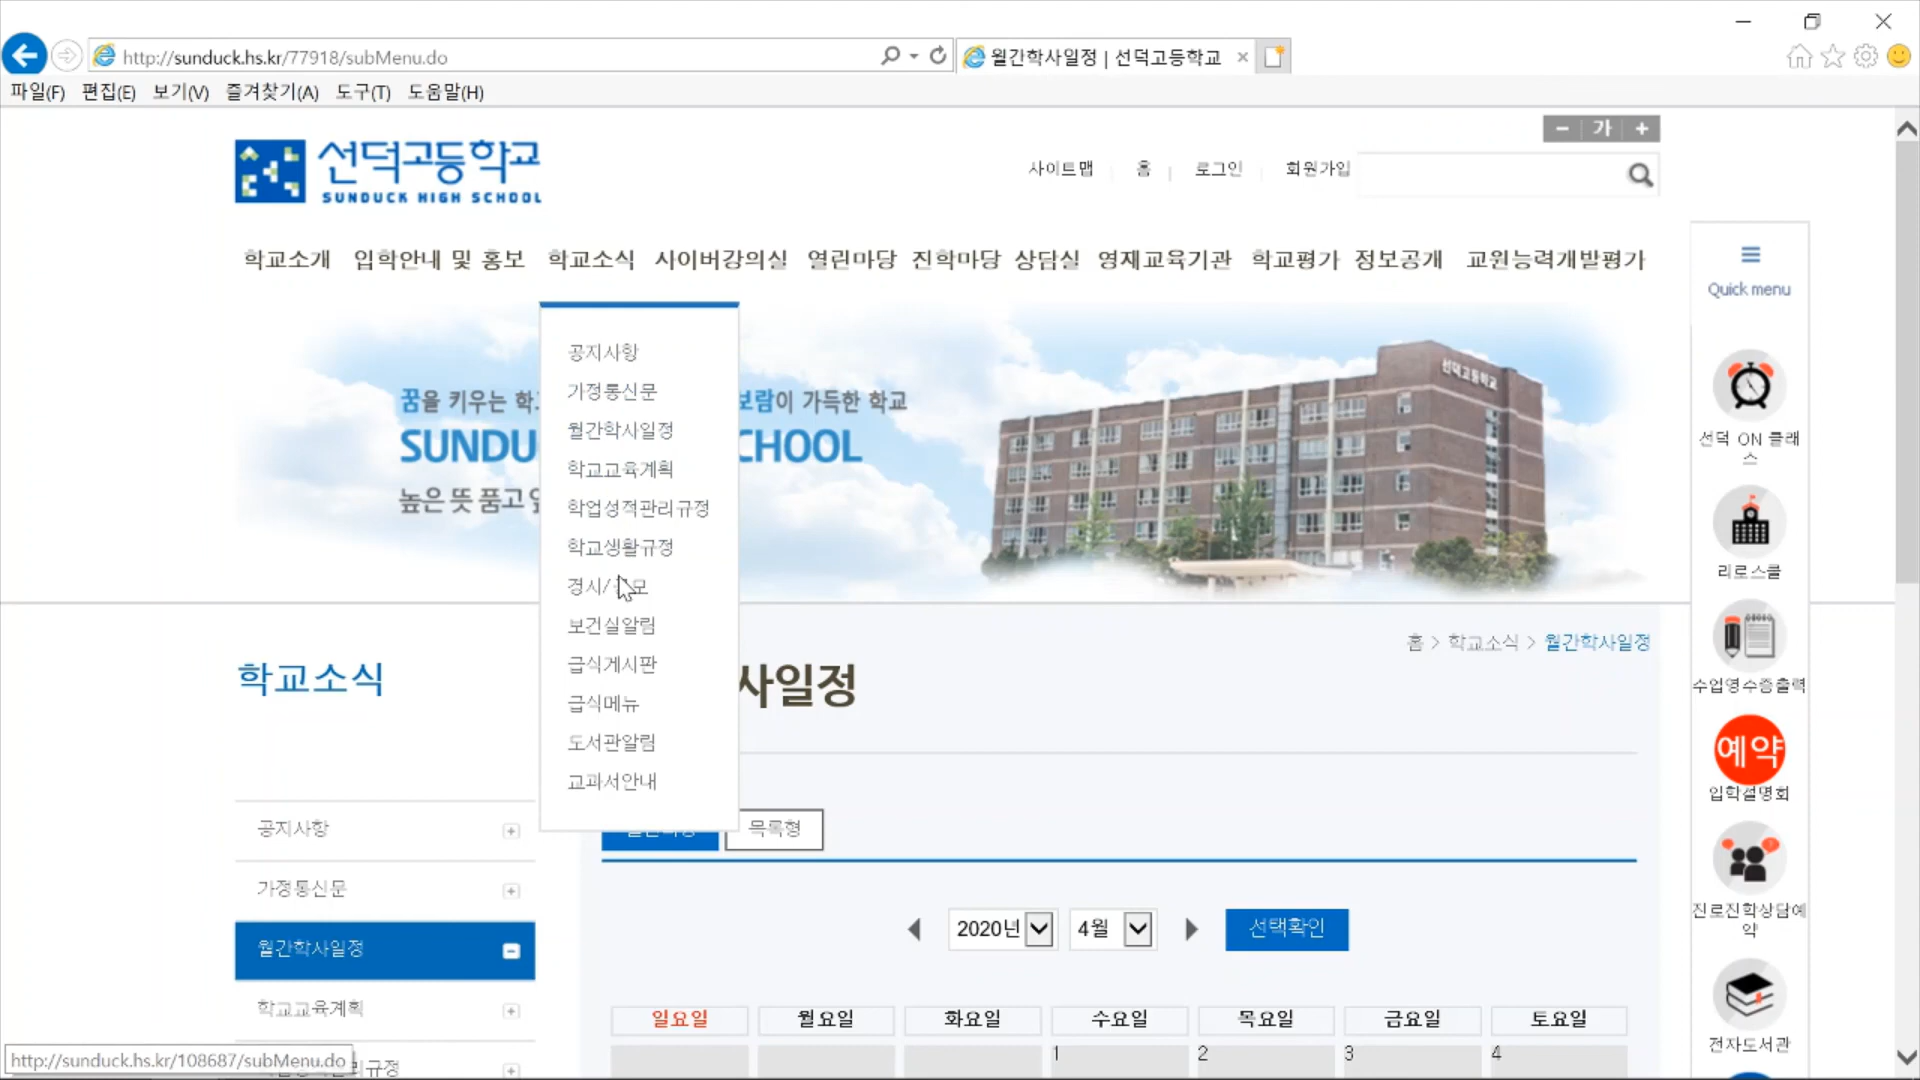 http://sunduck.hs.kr/77918/subMenu.do
월간학사일정 | 선덕고등학교
파일(F) 편집(E) 보기(V) 즐겨찾기(A) 도구(T) 도움말(H)
- 가 +
선덕고등학교
SUNDUCK HIGH SCHOOL
사이트맵 홈 로그인 회원가입
학교소개 입학안내 및 홍보 학교소식 사이버강의실 열린마당 진학마당 상담실 영재교육기관 학교평가 정보공개 교원능력개발평가
Quick menu
공지사항
가정통신문
월간학사일정
학교교육계획
학업성적관리규정
학교생활규정
경시/
보건실알림
급식게시판
급식메뉴
도서관알림
교과서안내
꿈을 키우는 학 보람이 가득한 학교
SUNDU CHOOL
높은 뜻 품고
선덕고등학교
선덕 ON 클래스
리로스쿨
수업영수증출력
예약
입학설명회
진로진학상담예약
전자도서관
홈 > 학교소식 > 월간학사일정
학교소식
사일정
공지사항
가정통신문
월간학사일정
학교교육계획
리규정
목록형
2020년 4월 선택확인
일요일 월요일 화요일 수요일 목요일 금요일 토요일
1 2 3 4
http://sunduck.hs.kr/108687/subMenu.do